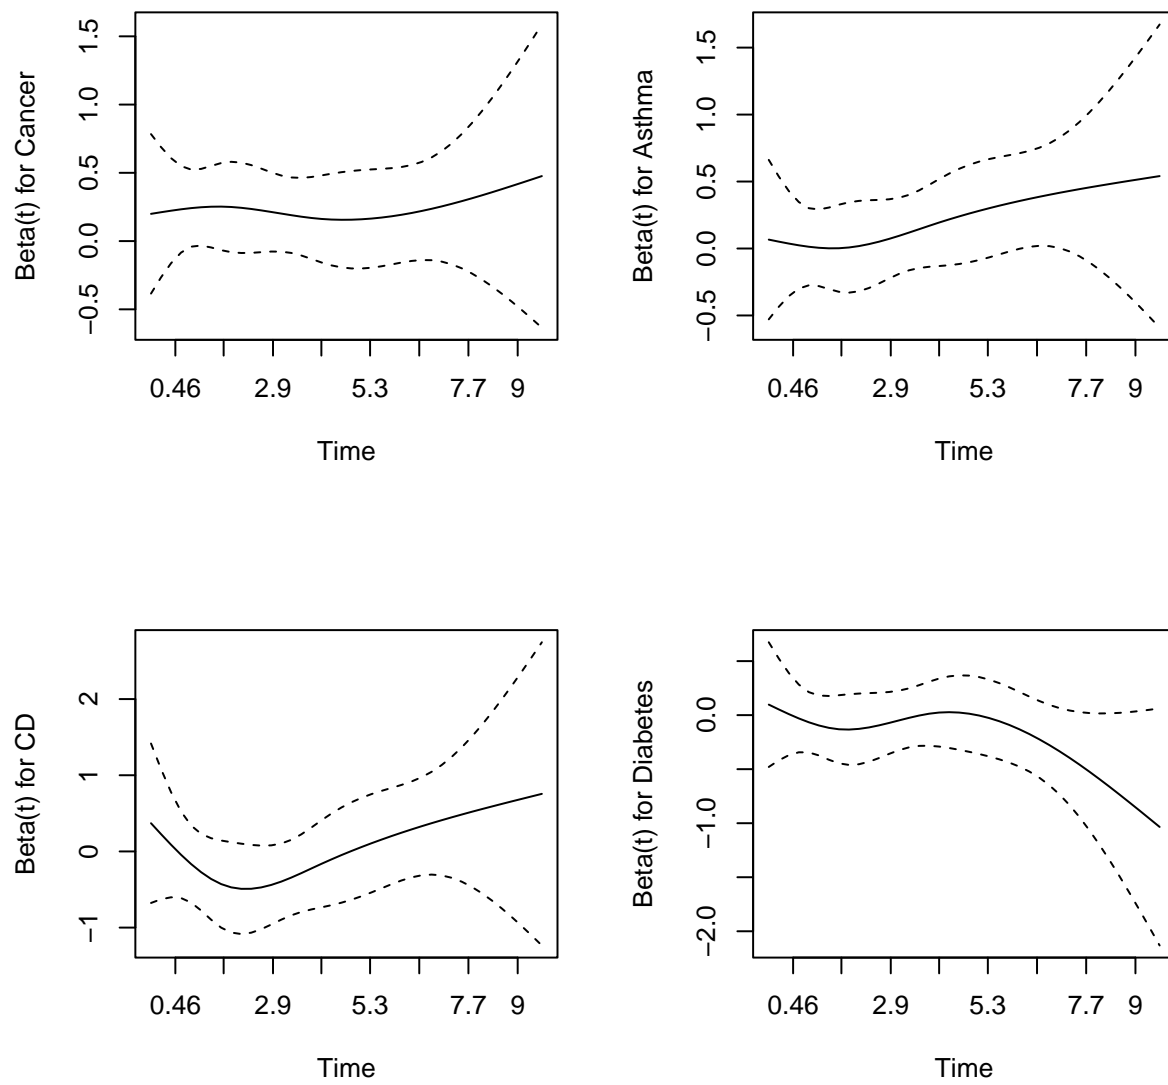 Beta(t) for Cancer
1.5
1.0
0.5
0.0
−0.5
0.46 2.9 5.3 7.7 9
Time
Beta(t) for Asthma
1.5
1.0
0.5
0.0
−0.5
0.46 2.9 5.3 7.7 9
Time
Beta(t) for CD
2
1
0
−1
0.46 2.9 5.3 7.7 9
Time
Beta(t) for Diabetes
0.0
−1.0
−2.0
0.46 2.9 5.3 7.7 9
Time